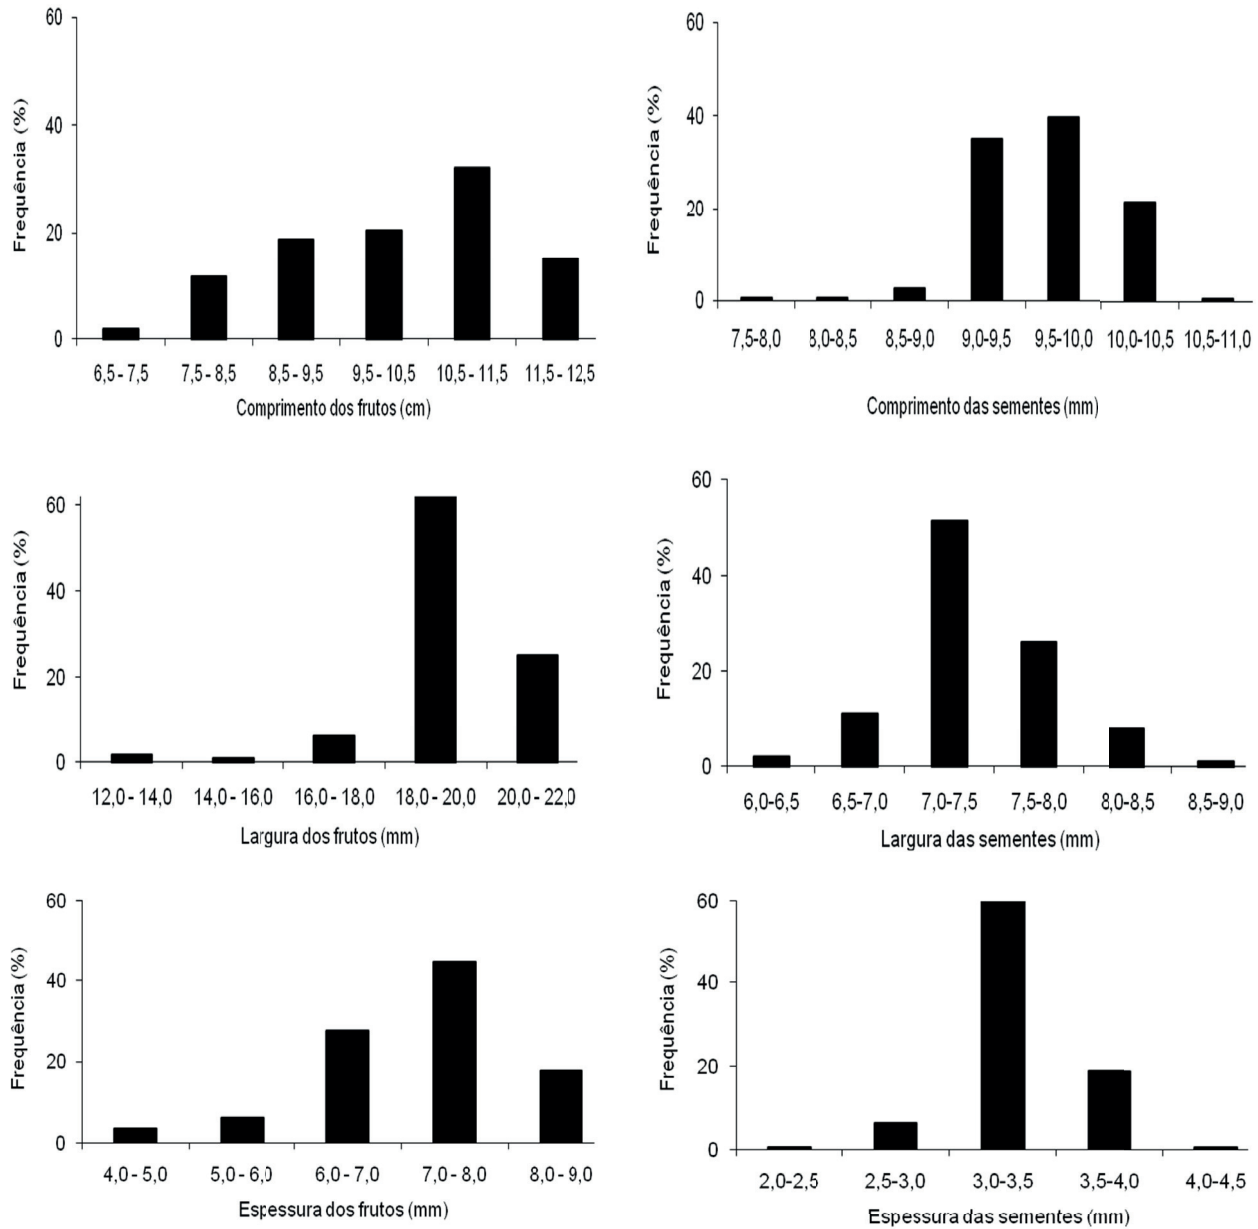 60
40
20
0
Frequência (%)
6,5 - 7,5 7,5 - 8,5 8,5 - 9,5 9,5 - 10,5 10,5 - 11,5 11,5 - 12,5
Comprimento dos frutos (cm)
60
40
20
0
Frequência (%)
7,5-8,0 8,0-8,5 8,5-9,0 9,0-9,5 9,5-10,0 10,0-10,5 10,5-11,0
Comprimento das sementes (mm)
60
40
20
0
Frequência (%)
12,0 - 14,0 14,0 - 16,0 16,0 - 18,0 18,0 - 20,0 20,0 - 22,0
Largura dos frutos (mm)
60
40
20
0
Frequência (%)
6,0-6,5 6,5-7,0 7,0-7,5 7,5-8,0 8,0-8,5 8,5-9,0
Largura das sementes (mm)
60
40
20
0
Frequência (%)
4,0 - 5,0 5,0 - 6,0 6,0 - 7,0 7,0 - 8,0 8,0 - 9,0
Espessura dos frutos (mm)
60
40
20
0
Frequência (%)
2,0-2,5 2,5-3,0 3,0-3,5 3,5-4,0 4,0-4,5
Espessura das sementes (mm)